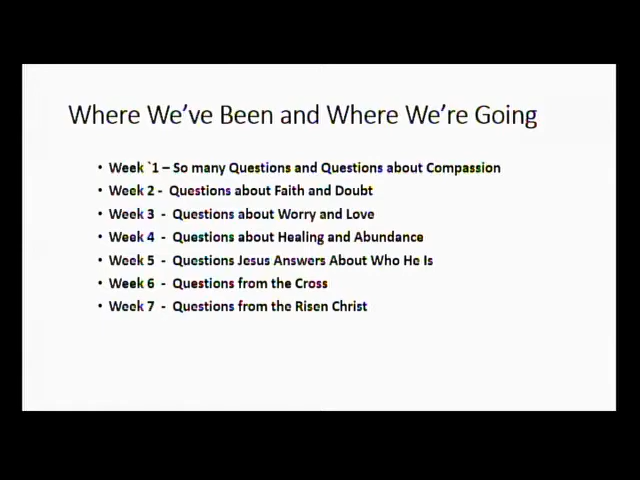 Where We've Been and Where We're Going
• Week `1 – So many Questions and Questions about Compassion
• Week 2 - Questions about Faith and Doubt
• Week 3 - Questions about Worry and Love
• Week 4 - Questions about Healing and Abundance
• Week 5 - Questions Jesus Answers About Who He Is
• Week 6 - Questions from the Cross
• Week 7 - Questions from the Risen Christ